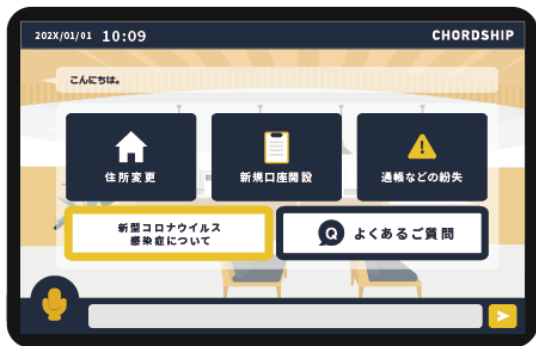 202X/01/01 10:09 CHORDSHIP
こんにちは。
住所変更 新規口座開設 通帳などの紛失
新型コロナウイルス
感染症について
Q よくあるご質問